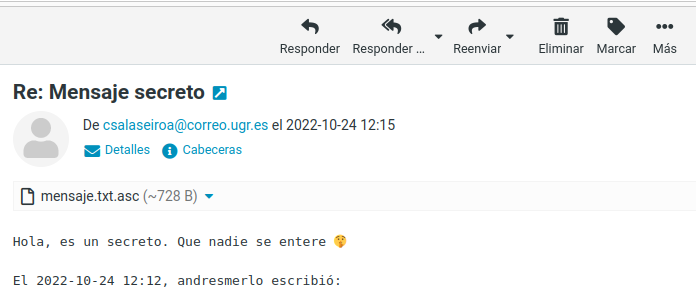 Responder Responder ... Reenviar Eliminar Marcar Más
Re: Mensaje secreto
De csalaseiroa@correo.ugr.es el 2022-10-24 12:15
Detalles Cabeceras
mensaje.txt.asc (~728 B)
Hola, es un secreto. Que nadie se entere 🤫
El 2022-10-24 12:12, andresmerlo escribió: